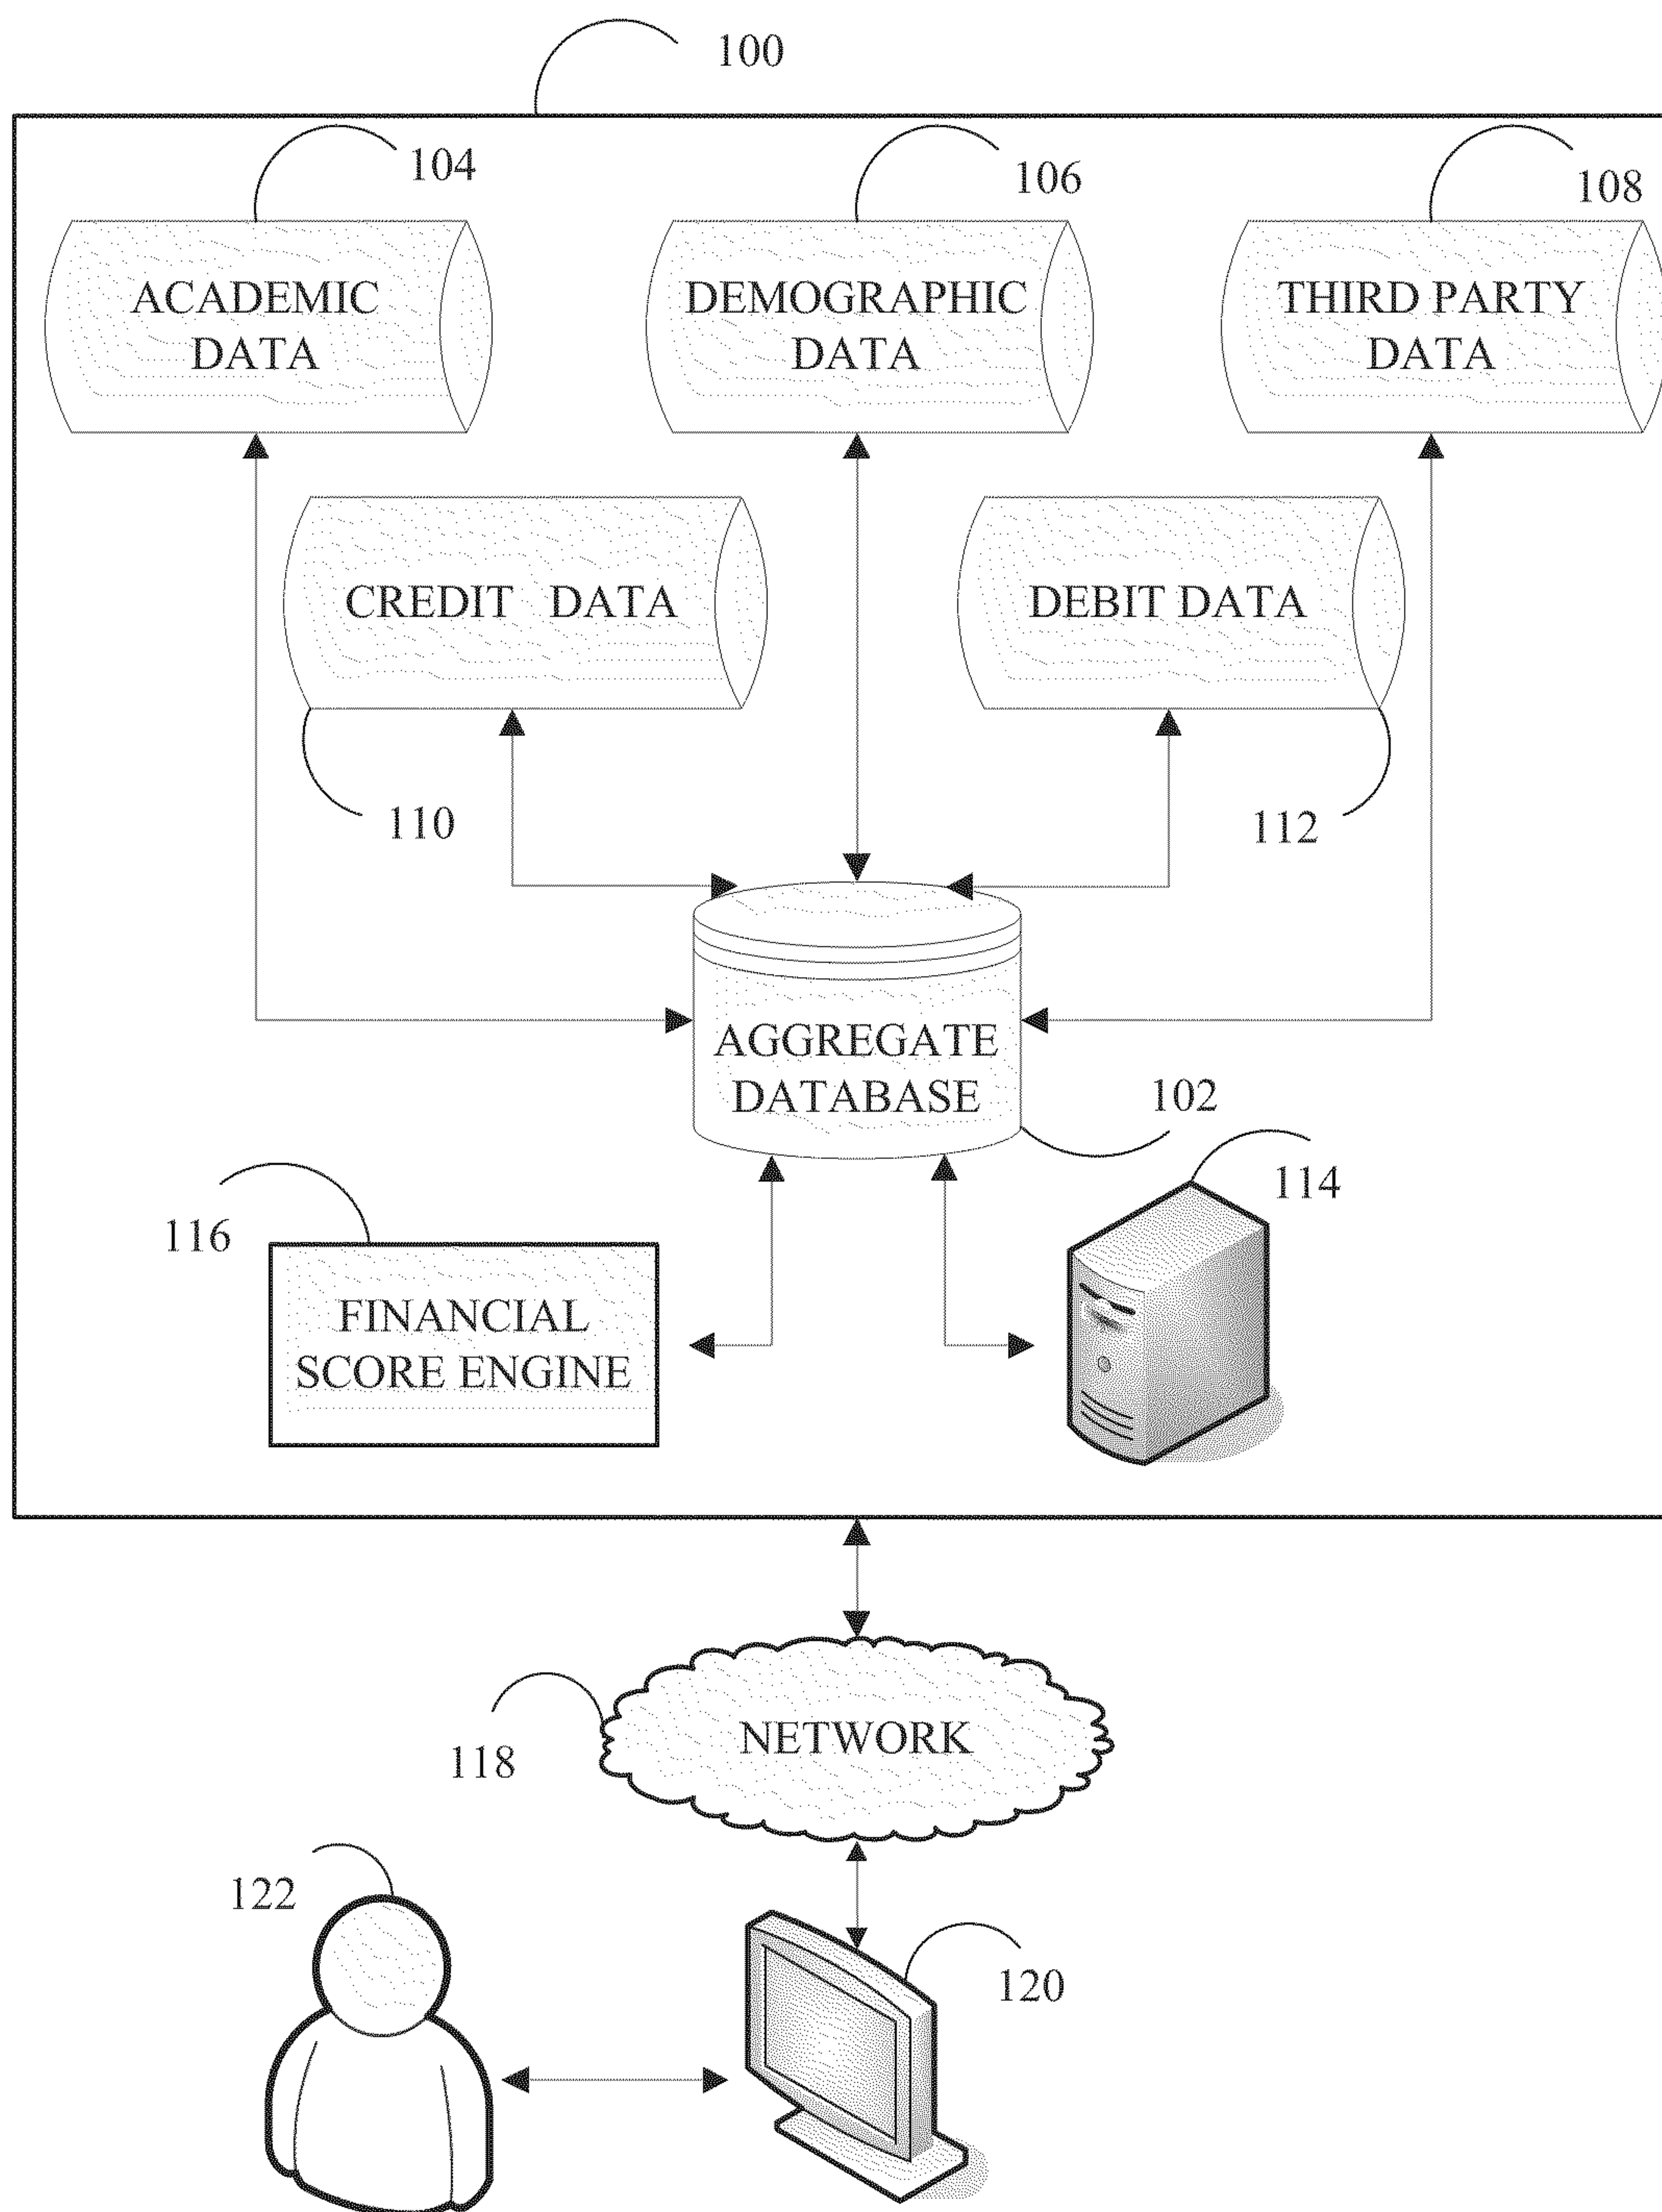 100
104
106
108
ACADEMIC
DATA
DEMOGRAPHIC
DATA
THIRD PARTY
DATA
CREDIT DATA
DEBIT DATA
110
112
AGGREGATE
DATABASE
102
114
116
FINANCIAL
SCORE ENGINE
NETWORK
118
122
120